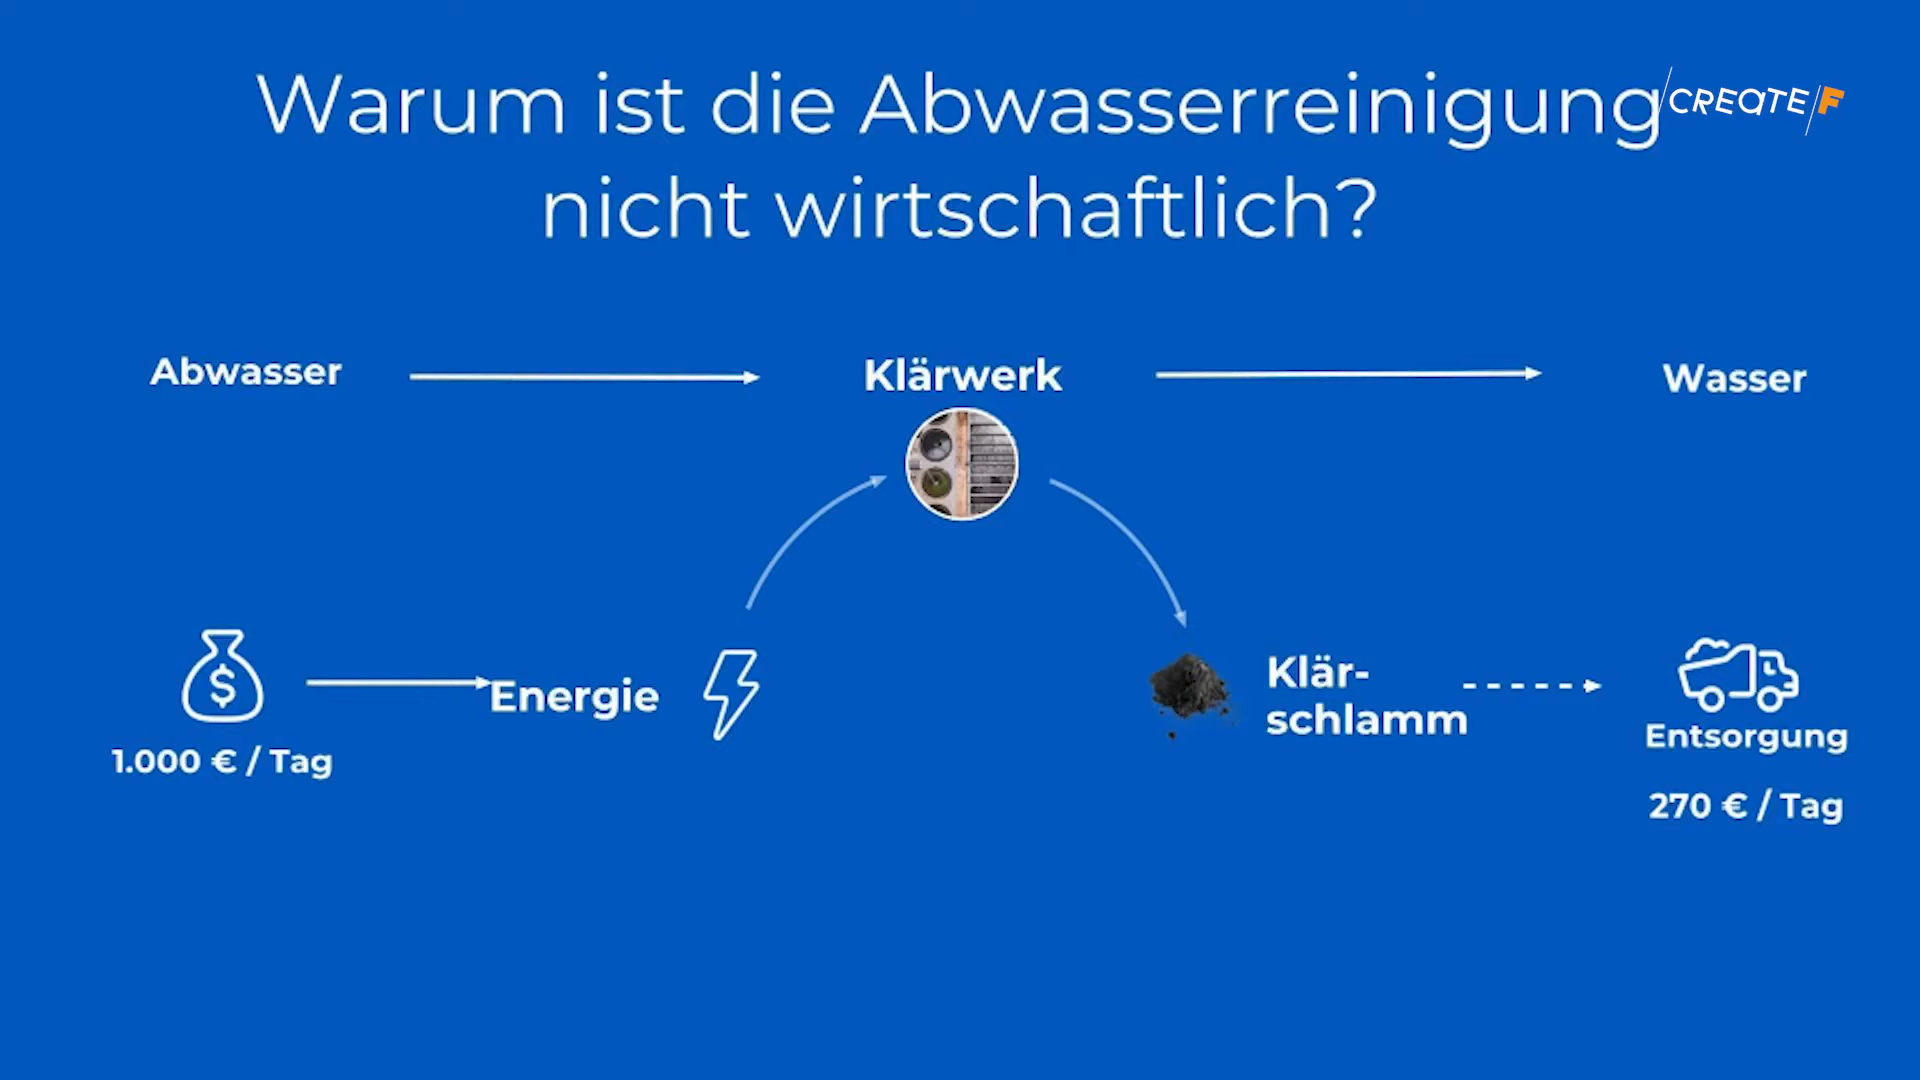 Warum ist die Abwasserreinigung
nicht wirtschaftlich?
/CREATE/F
Abwasser
Klärwerk
Wasser
$
Energie
1.000 € / Tag
Klär-
schlamm
Entsorgung
270 € / Tag